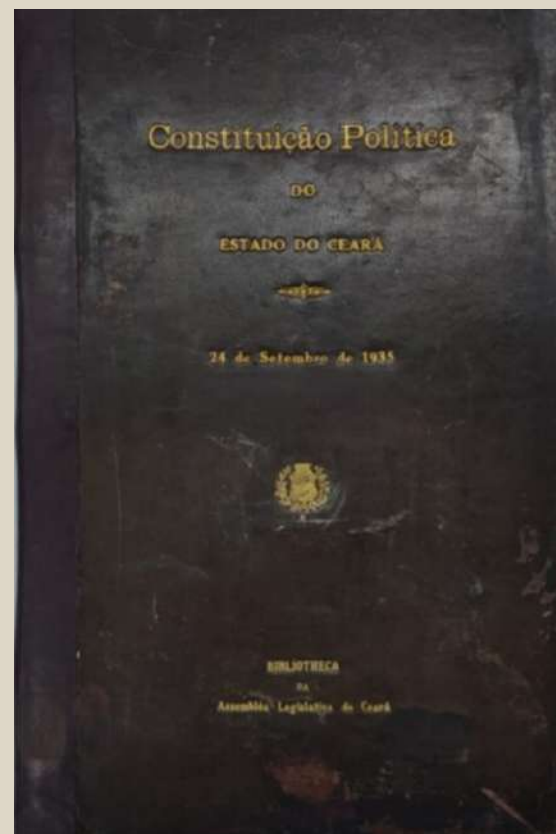 Constituição Politica
DO
ESTADO DO CEARÁ
24 de Setembro de 1935
BIBLIOTHECA
DA
Assembléa Legislativa do Ceará